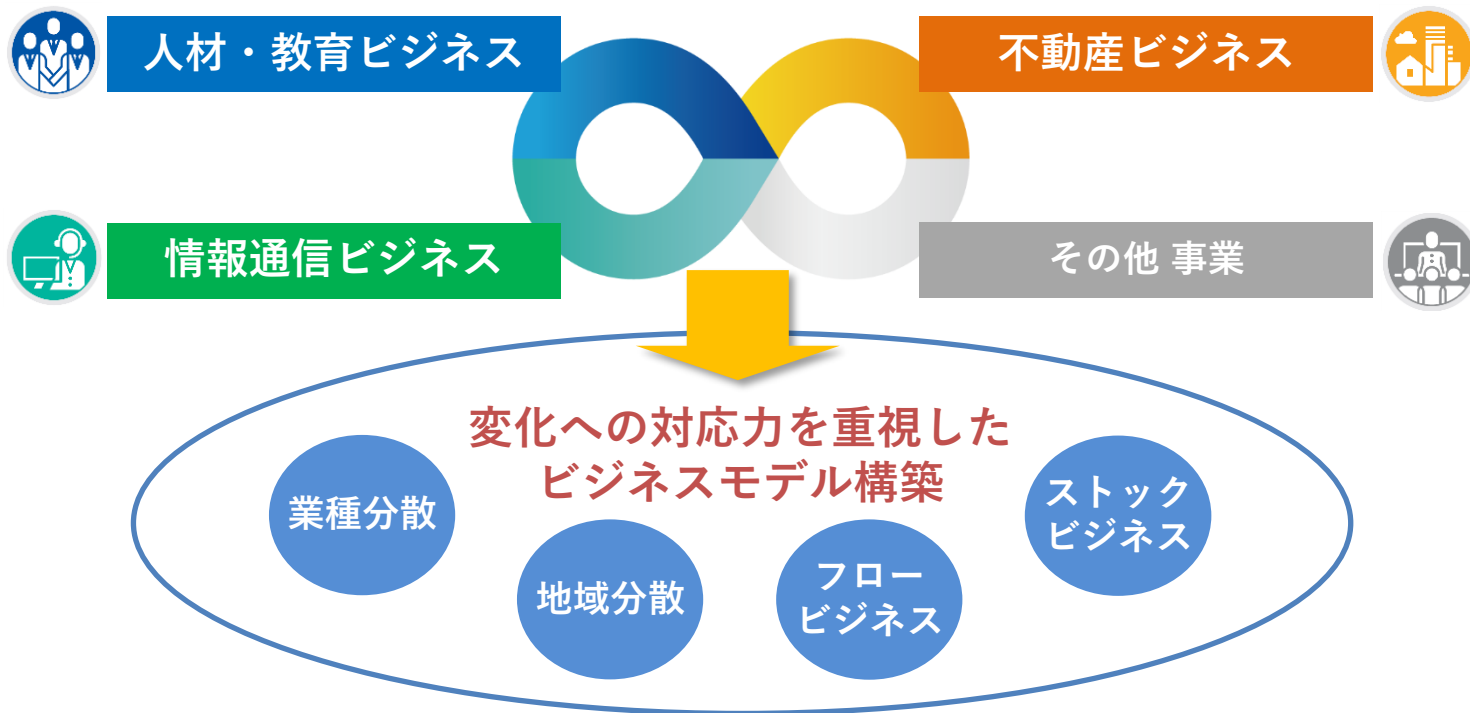 人材・教育ビジネス
不動産ビジネス
情報通信ビジネス
その他 事業
変化への対応力を重視した
ビジネスモデル構築
業種分散
地域分散
フロー
ビジネス
ストック
ビジネス